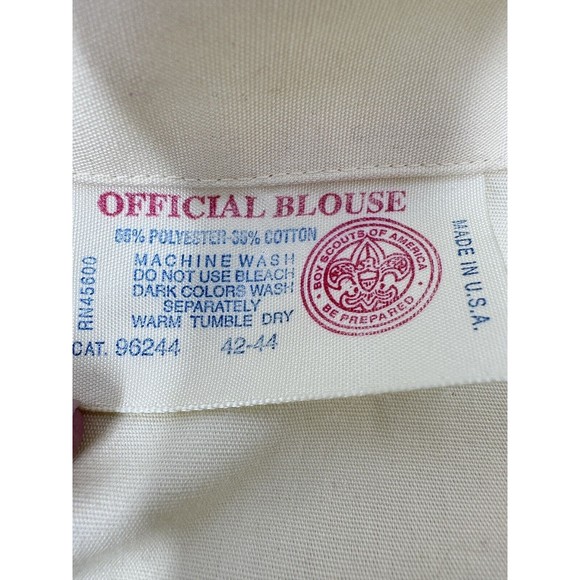 OFFICIAL BLOUSE
65% POLYESTER-35% COTTON
MACHINE WASH
DO NOT USE BLEACH
DARK COLORS WASH
SEPARATELY
WARM TUMBLE DRY
CAT. 96244 42-44
RN45600
BOY SCOUTS OF AMERICA
BE PREPARED
MADE IN U.S.A.